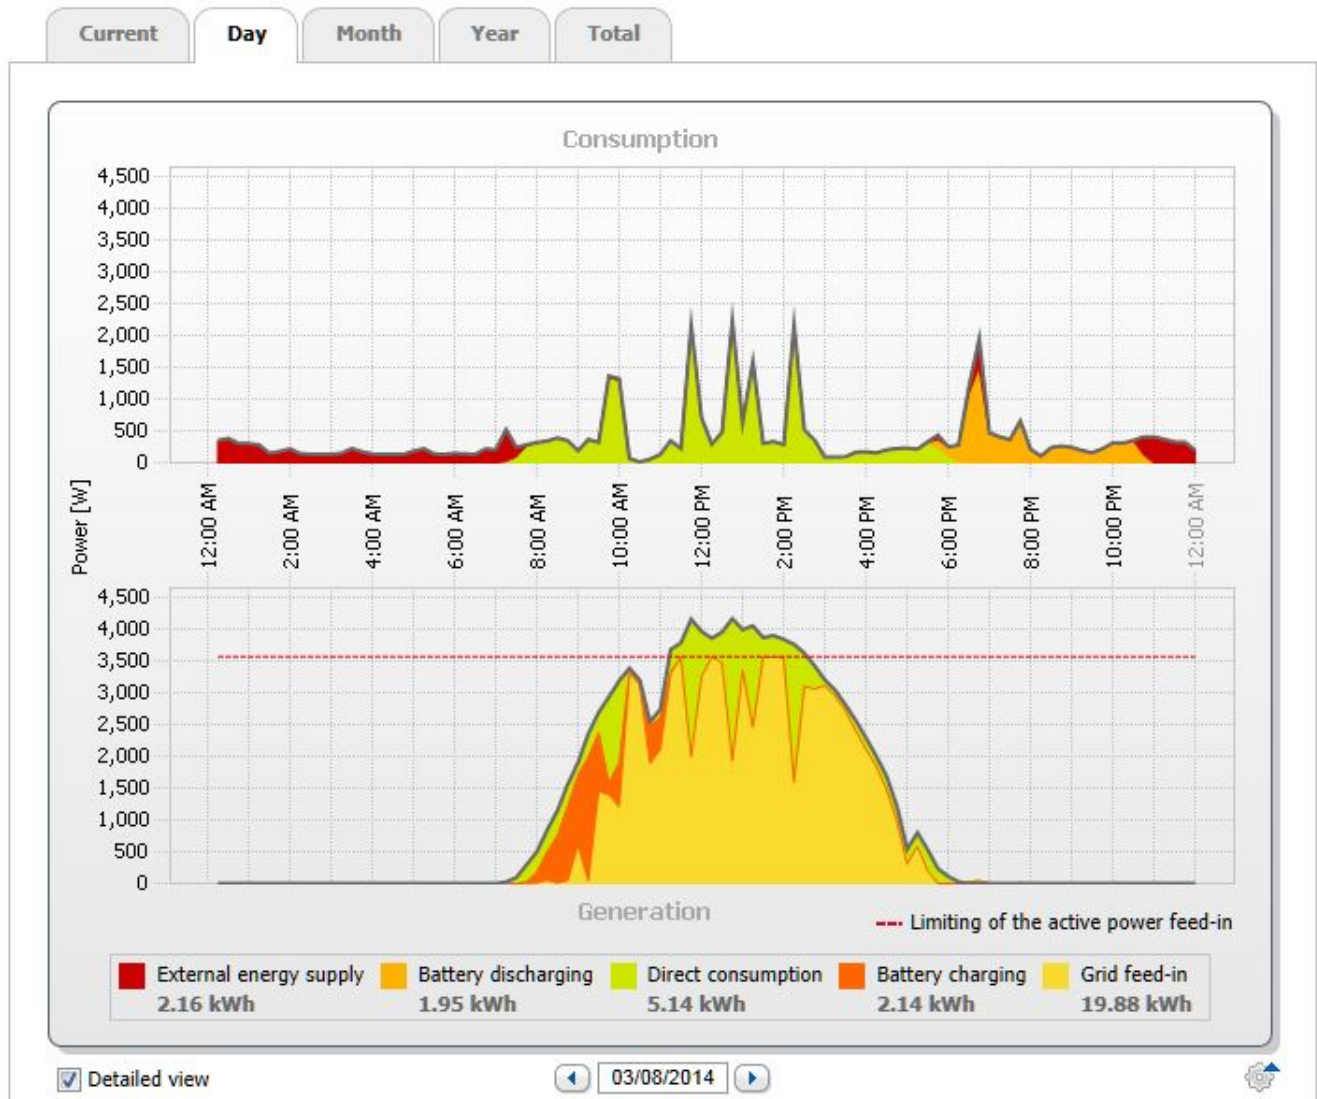 Current Day Month Year Total
Consumption
4,500
4,000
3,500
3,000
2,500
2,000
1,500
1,000
500
0
Power [W]
12:00 AM 2:00 AM 4:00 AM 6:00 AM 8:00 AM 10:00 AM 12:00 PM 2:00 PM 4:00 PM 6:00 PM 8:00 PM 10:00 PM 12:00 AM
4,500
4,000
3,500
3,000
2,500
2,000
1,500
1,000
500
0
Generation
Limiting of the active power feed-in
External energy supply Battery discharging Direct consumption Battery charging Grid feed-in
2.16 kWh 1.95 kWh 5.14 kWh 2.14 kWh 19.88 kWh
Detailed view 03/08/2014